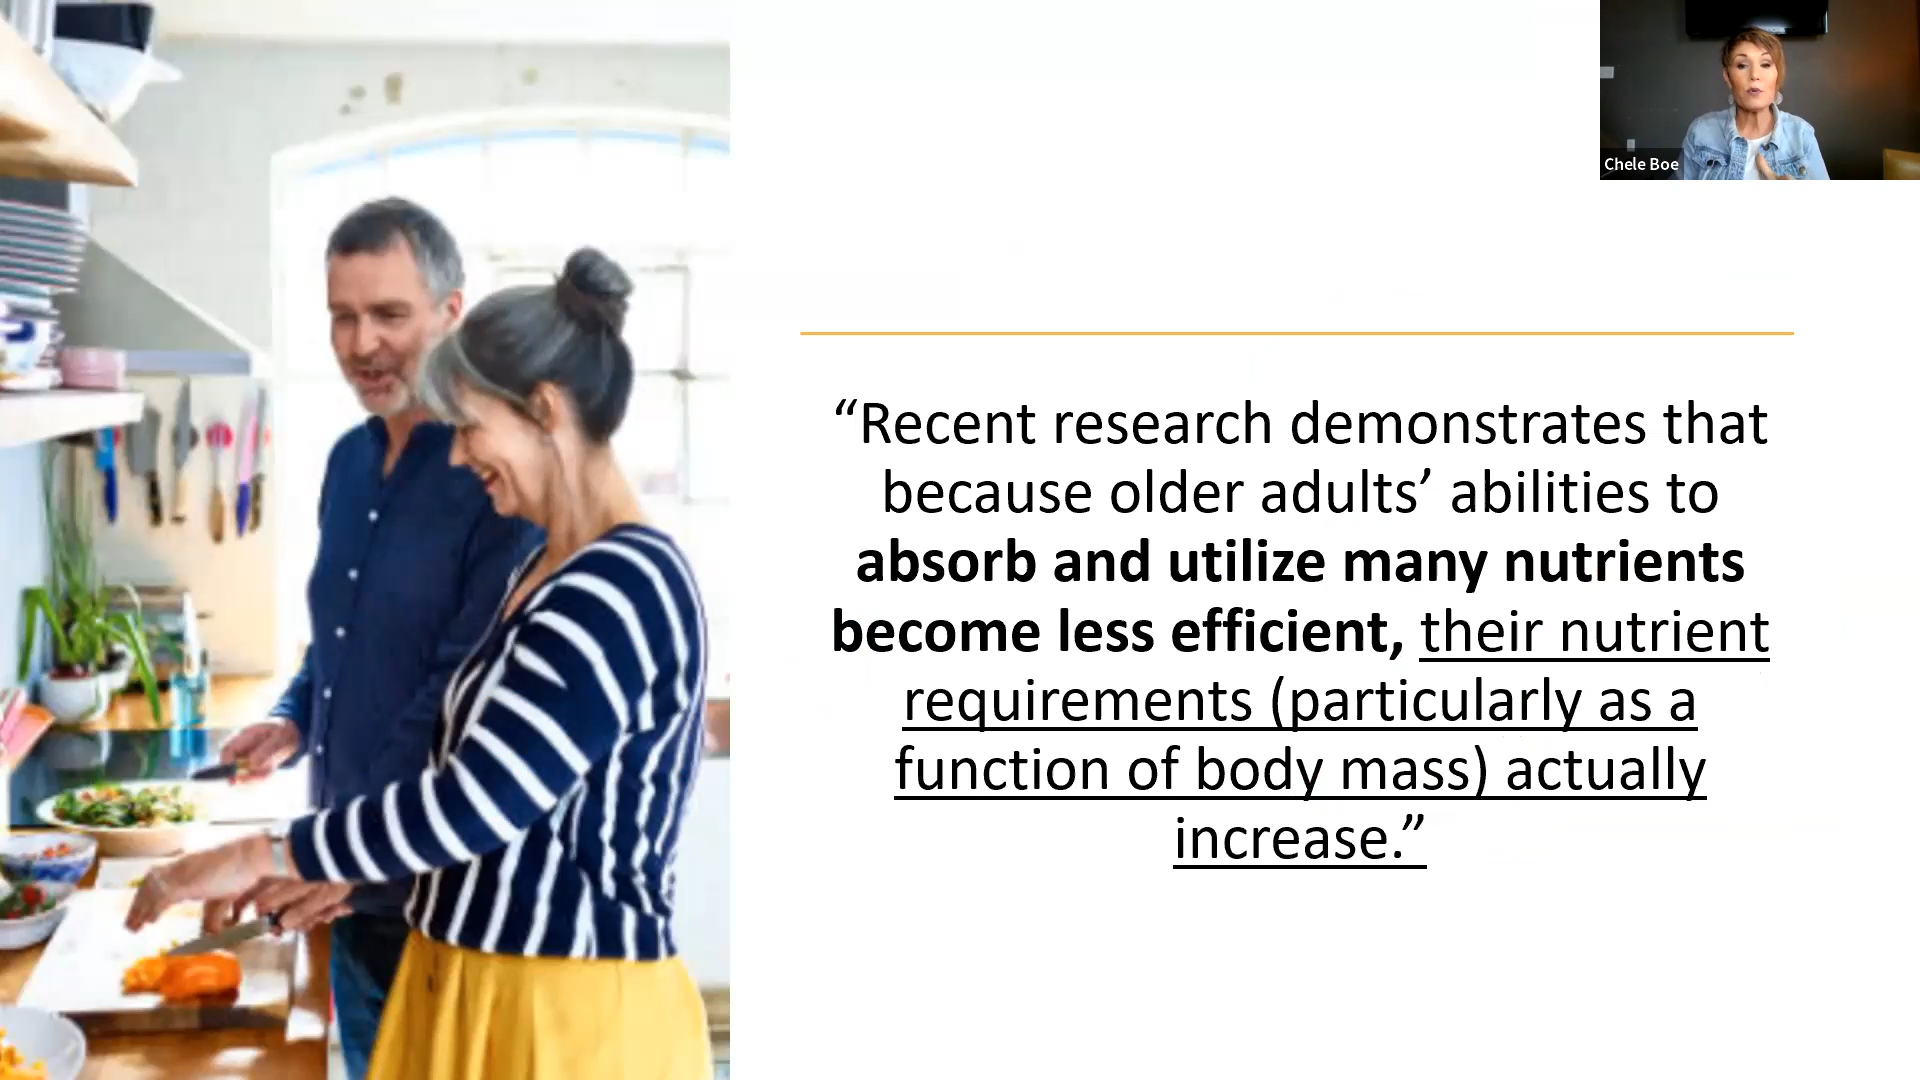 Chele Boe
“Recent research demonstrates that
because older adults’ abilities to
absorb and utilize many nutrients
become less efficient, their nutrient
requirements (particularly as a
function of body mass) actually
increase.”